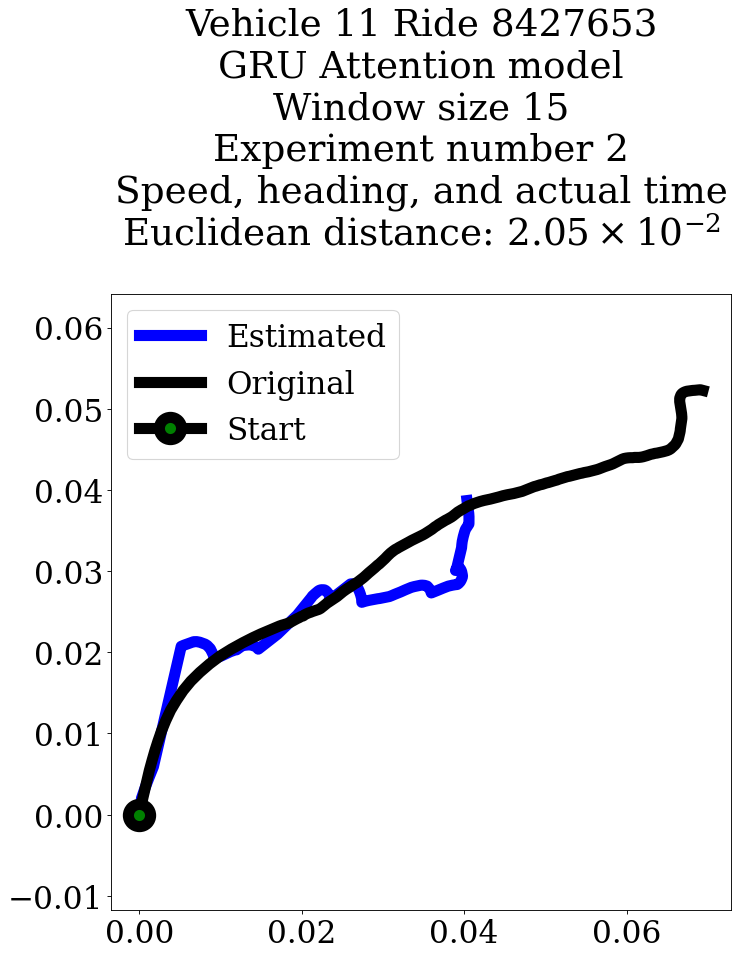 Vehicle 11 Ride 8427653
GRU Attention model
Window size 15
Experiment number 2
Speed, heading, and actual time
Euclidean distance: 2.05 × 10⁻²
Estimated
Original
Start
0.06
0.05
0.04
0.03
0.02
0.01
0.00
−0.01
0.00 0.02 0.04 0.06